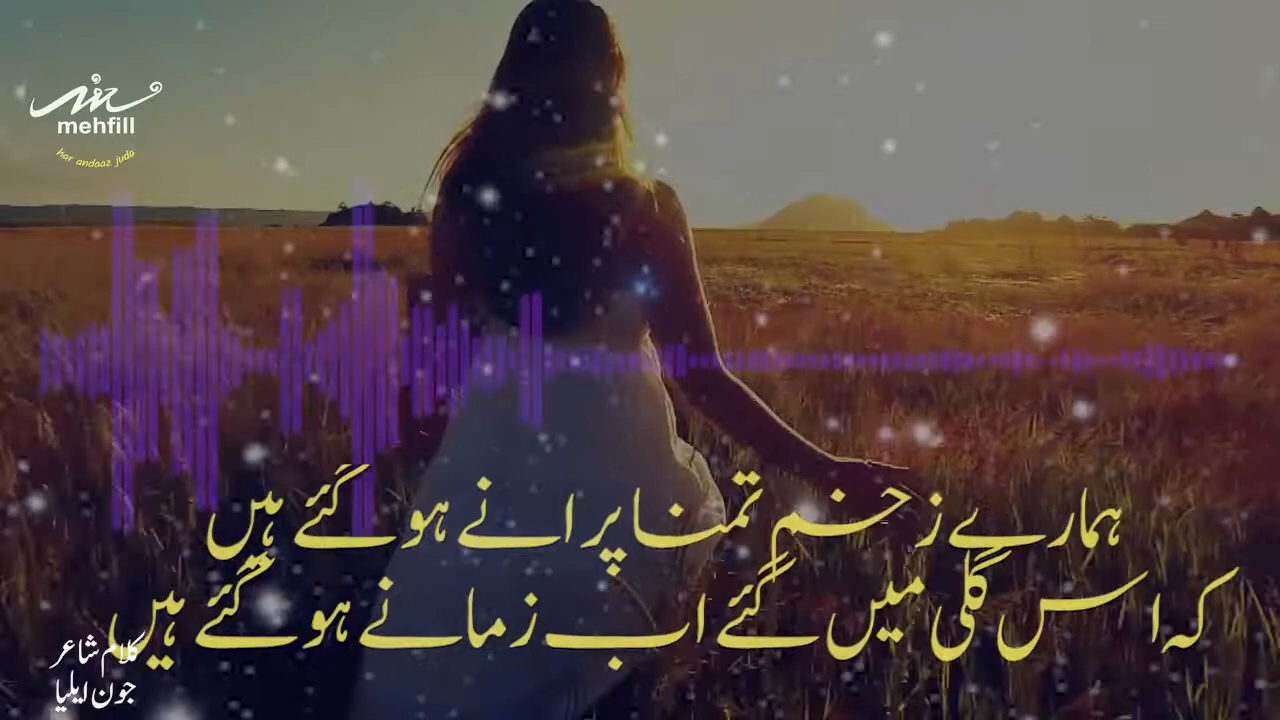 محفل
mehfill
har andaaz juda
ہمارے زخمِ تمنا پرانے ہو گئے ہیں
کہ اس گلی میں گئے اب زمانے ہو گئے ہیں
کلام شاعر
جون ایلیا